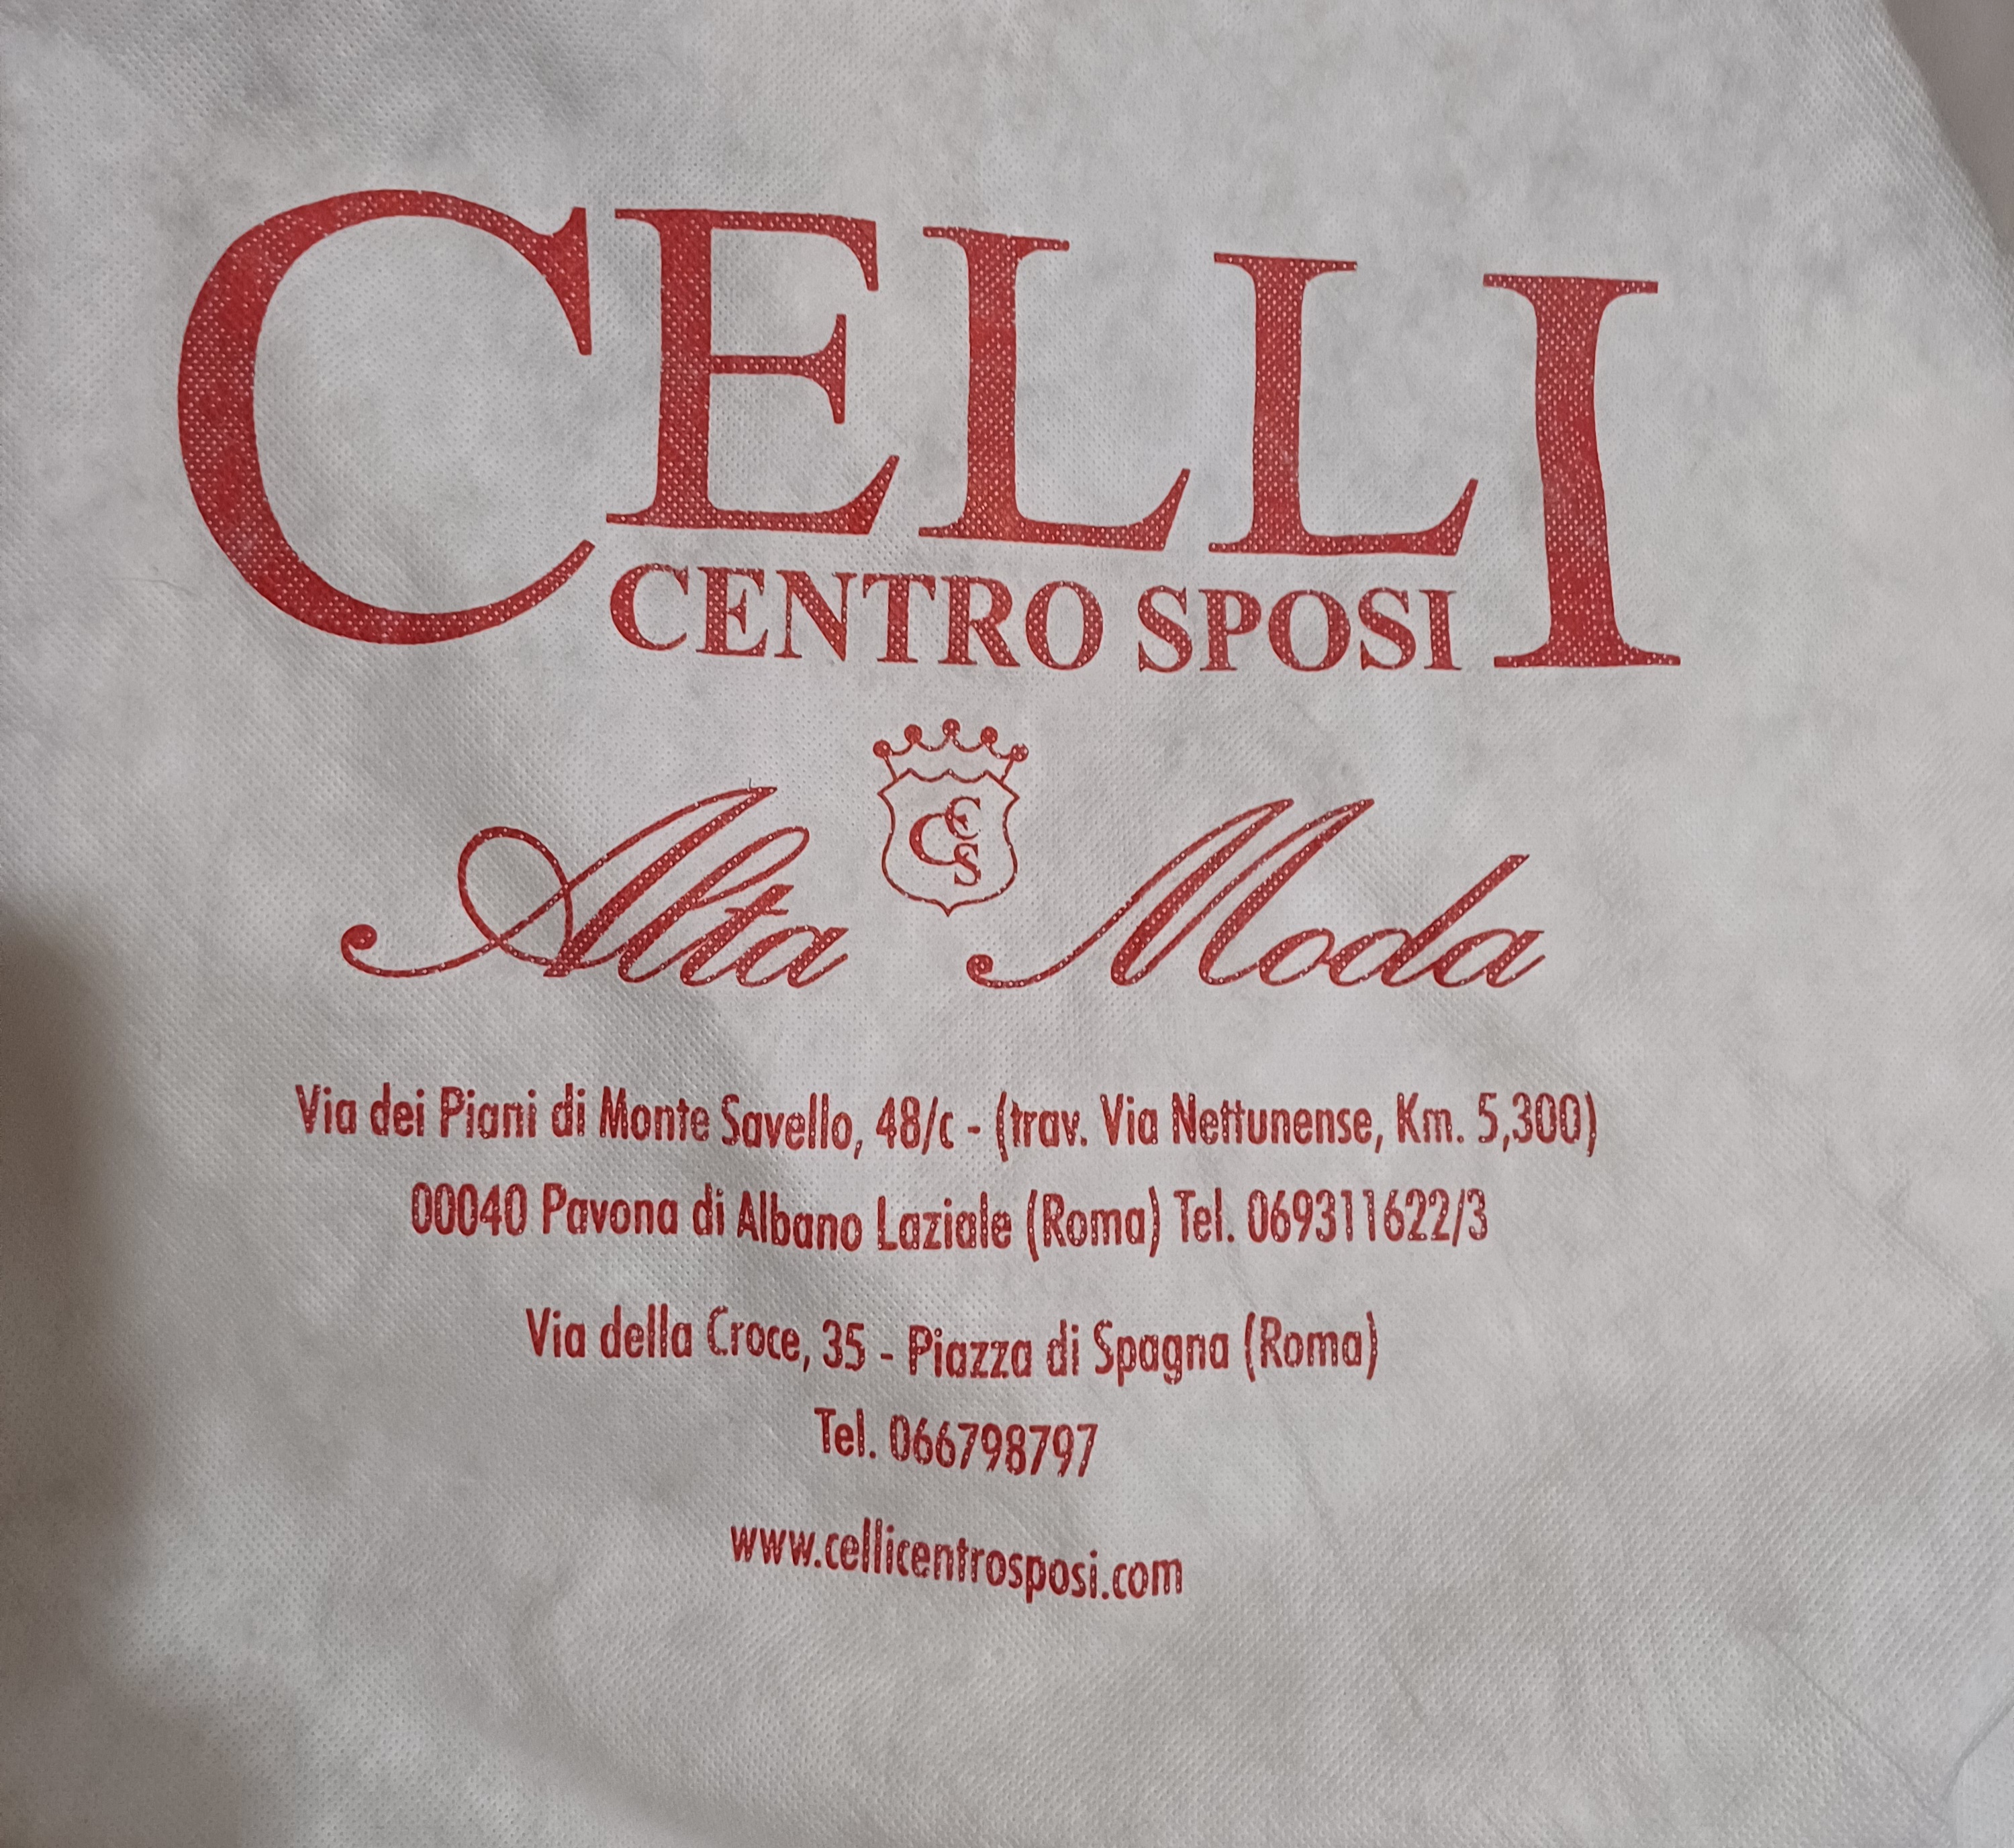 CELLI
CENTRO SPOSI
CCS
Alta Moda
Via dei Piani di Monte Savello, 48/c - (trav. Via Nettunense, Km. 5,300)
00040 Pavona di Albano Laziale (Roma) Tel. 069311622/3
Via della Croce, 35 - Piazza di Spagna (Roma)
Tel. 066798797
www.cellicentrosposi.com